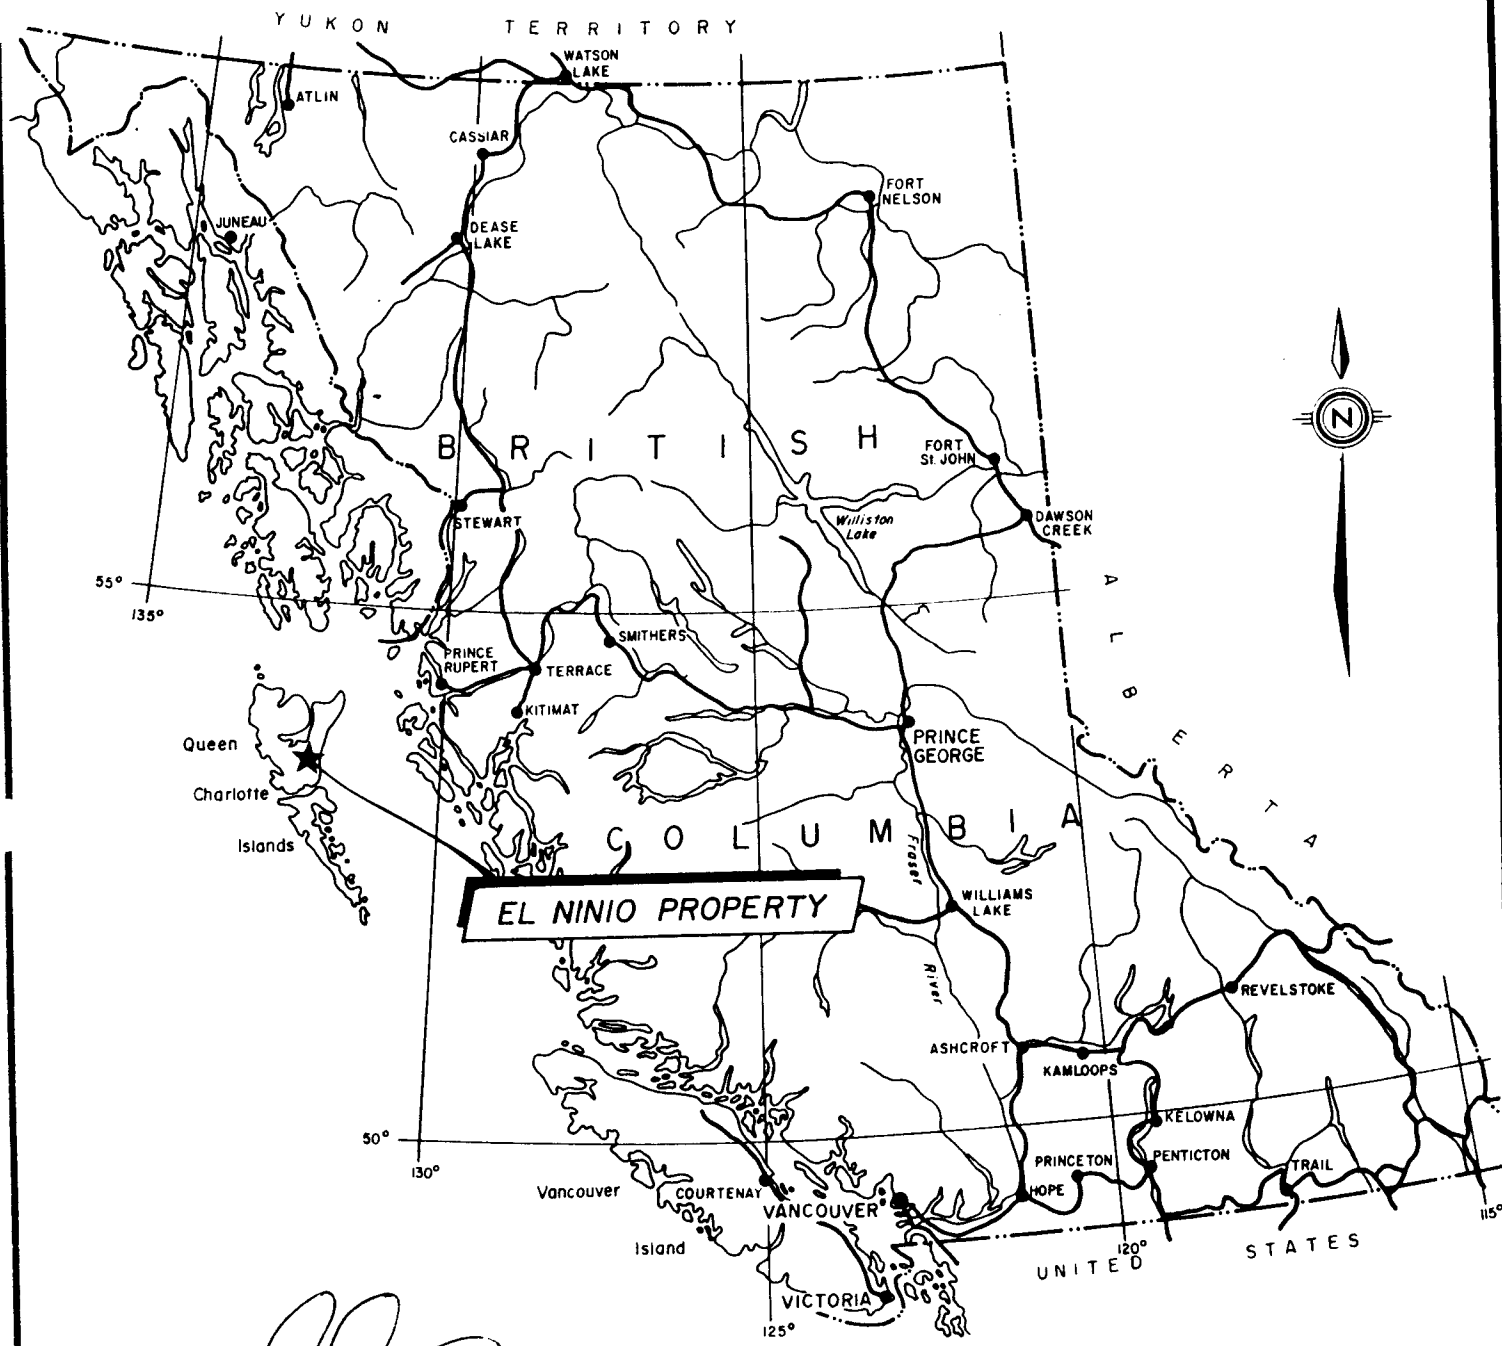 YUKON TERRITORY
WATSON
LAKE
ATLIN
CASSIAR
FORT
NELSON
JUNEAU
DEASE
LAKE
N
BRITISH
FORT
St. JOHN
STEWART
Williston
Lake
DAWSON
CREEK
55°
135°
ALBERTA
SMITHERS
PRINCE
RUPERT
TERRACE
KITIMAT
Queen
Charlotte
Islands
PRINCE
GEORGE
COLUMBIA
Fraser
River
EL NINIO PROPERTY
WILLIAMS
LAKE
REVELSTOKE
ASHCROFT
KAMLOOPS
KELOWNA
50°
130°
PRINCETON
PENTICTON
TRAIL
HOPE
Vancouver
Island
COURTENAY
VANCOUVER
115°
120°
UNITED STATES
VICTORIA
125°